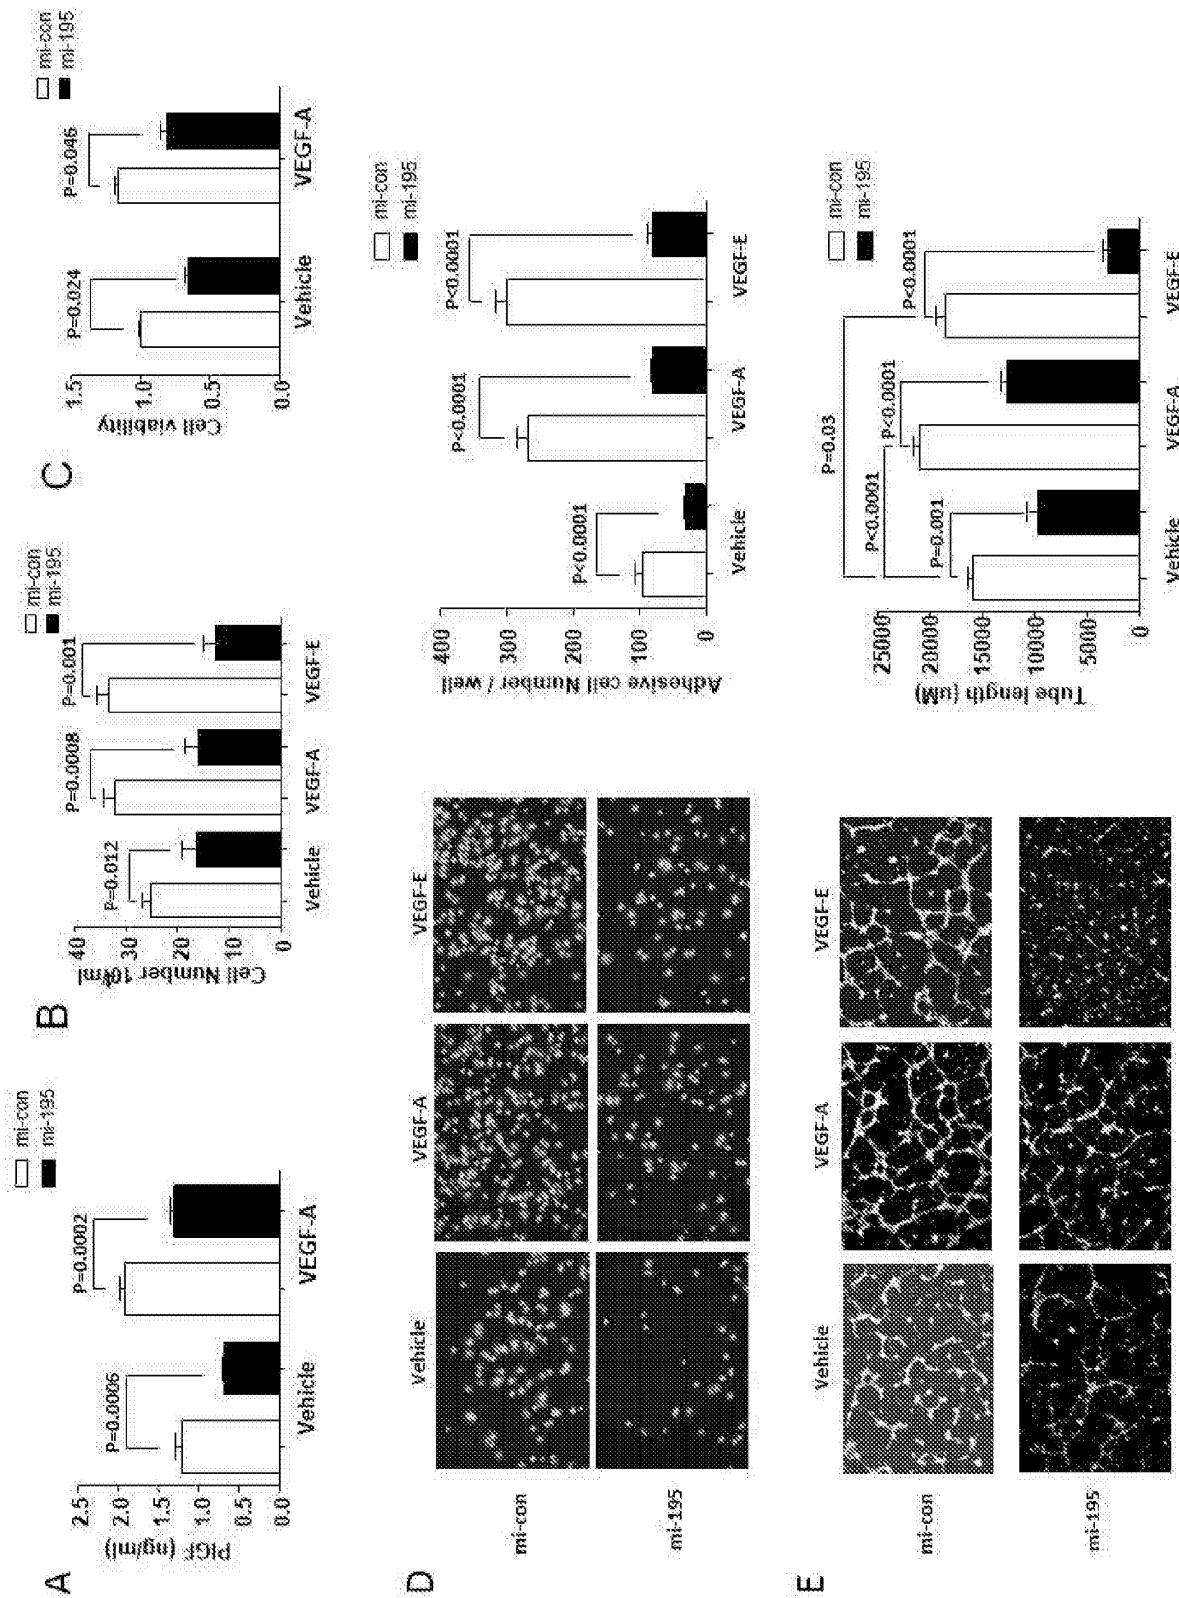 A
mi-con
mi-195
PlGF (ng/ml)
2.5
2.0
1.5
1.0
0.5
0.0
P=0.0006
P=0.0002
Vehicle
VEGF-A
B
mi-con
mi-195
Cell Number 10⁴/ml
40
30
20
10
0
P=0.012
P=0.0008
P=0.001
Vehicle
VEGF-A
VEGF-E
C
mi-con
mi-195
Cell viability
1.5
1.0
0.5
0.0
P=0.024
P=0.046
Vehicle
VEGF-A
D
Vehicle
VEGF-A
VEGF-E
mi-con
mi-195
mi-con
mi-195
Adhesive cell Number / well
400
300
200
100
0
P<0.0001
P<0.0001
P<0.0001
Vehicle
VEGF-A
VEGF-E
E
Vehicle
VEGF-A
VEGF-E
mi-con
mi-195
mi-con
mi-195
Tube length (uM)
25000
20000
15000
10000
5000
0
P=0.03
P<0.0001
P=0.001
P<0.0001
P<0.0001
Vehicle
VEGF-A
VEGF-E